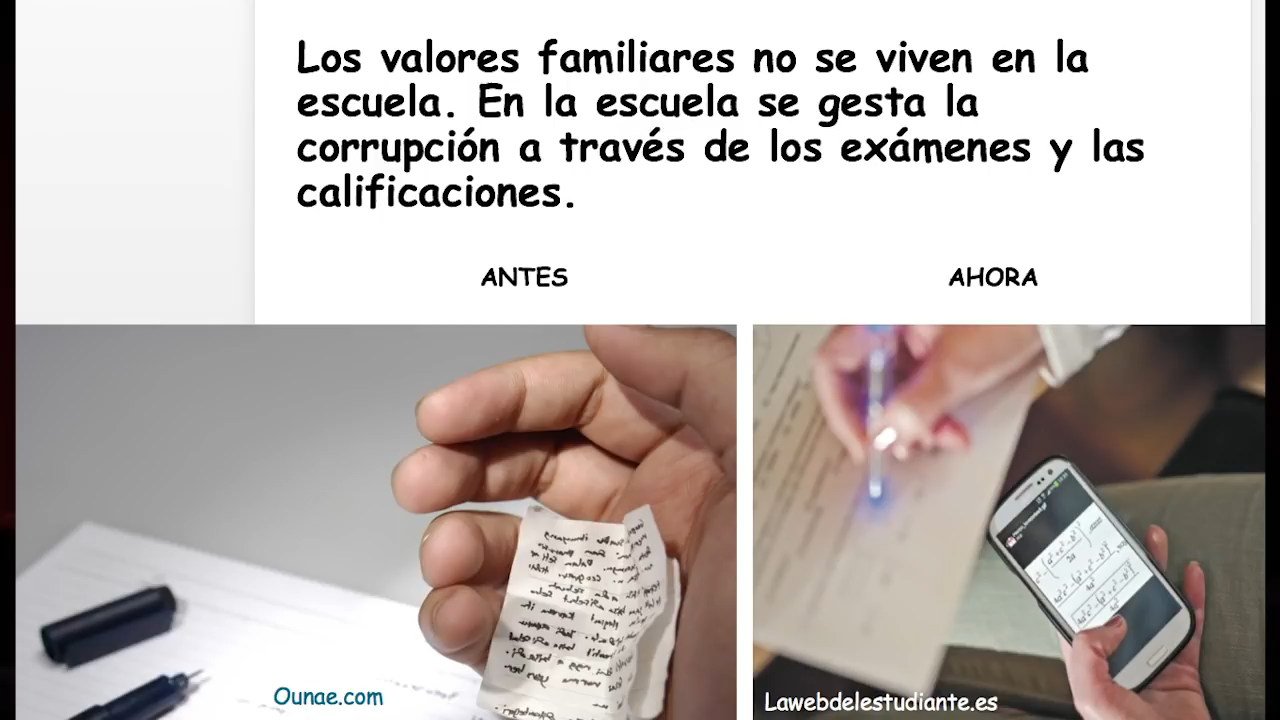 Los valores familiares no se viven en la
escuela. En la escuela se gesta la
corrupción a través de los exámenes y las
calificaciones.
ANTES
AHORA
Ounae.com
Lawebdelestudiante.es